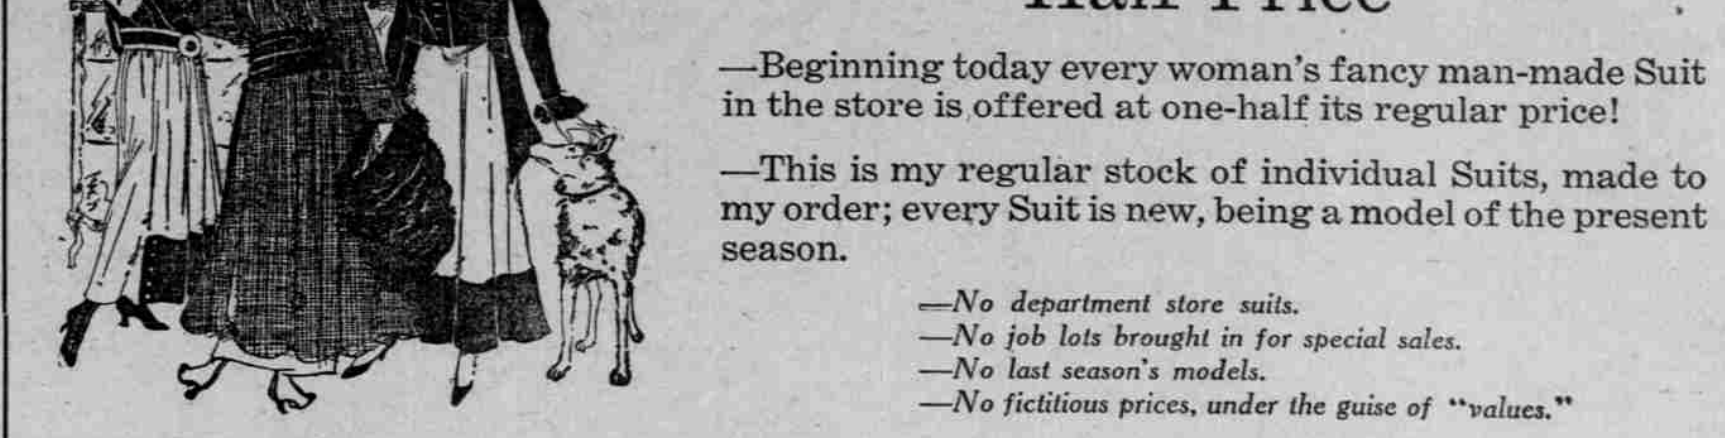 Half Price
—Beginning today every woman's fancy man-made Suit
in the store is offered at one-half its regular price!
—This is my regular stock of individual Suits, made to
my order; every Suit is new, being a model of the present
season.
—No department store suits.
—No job lots brought in for special sales.
—No last season's models.
—No fictitious prices, under the guise of "values."